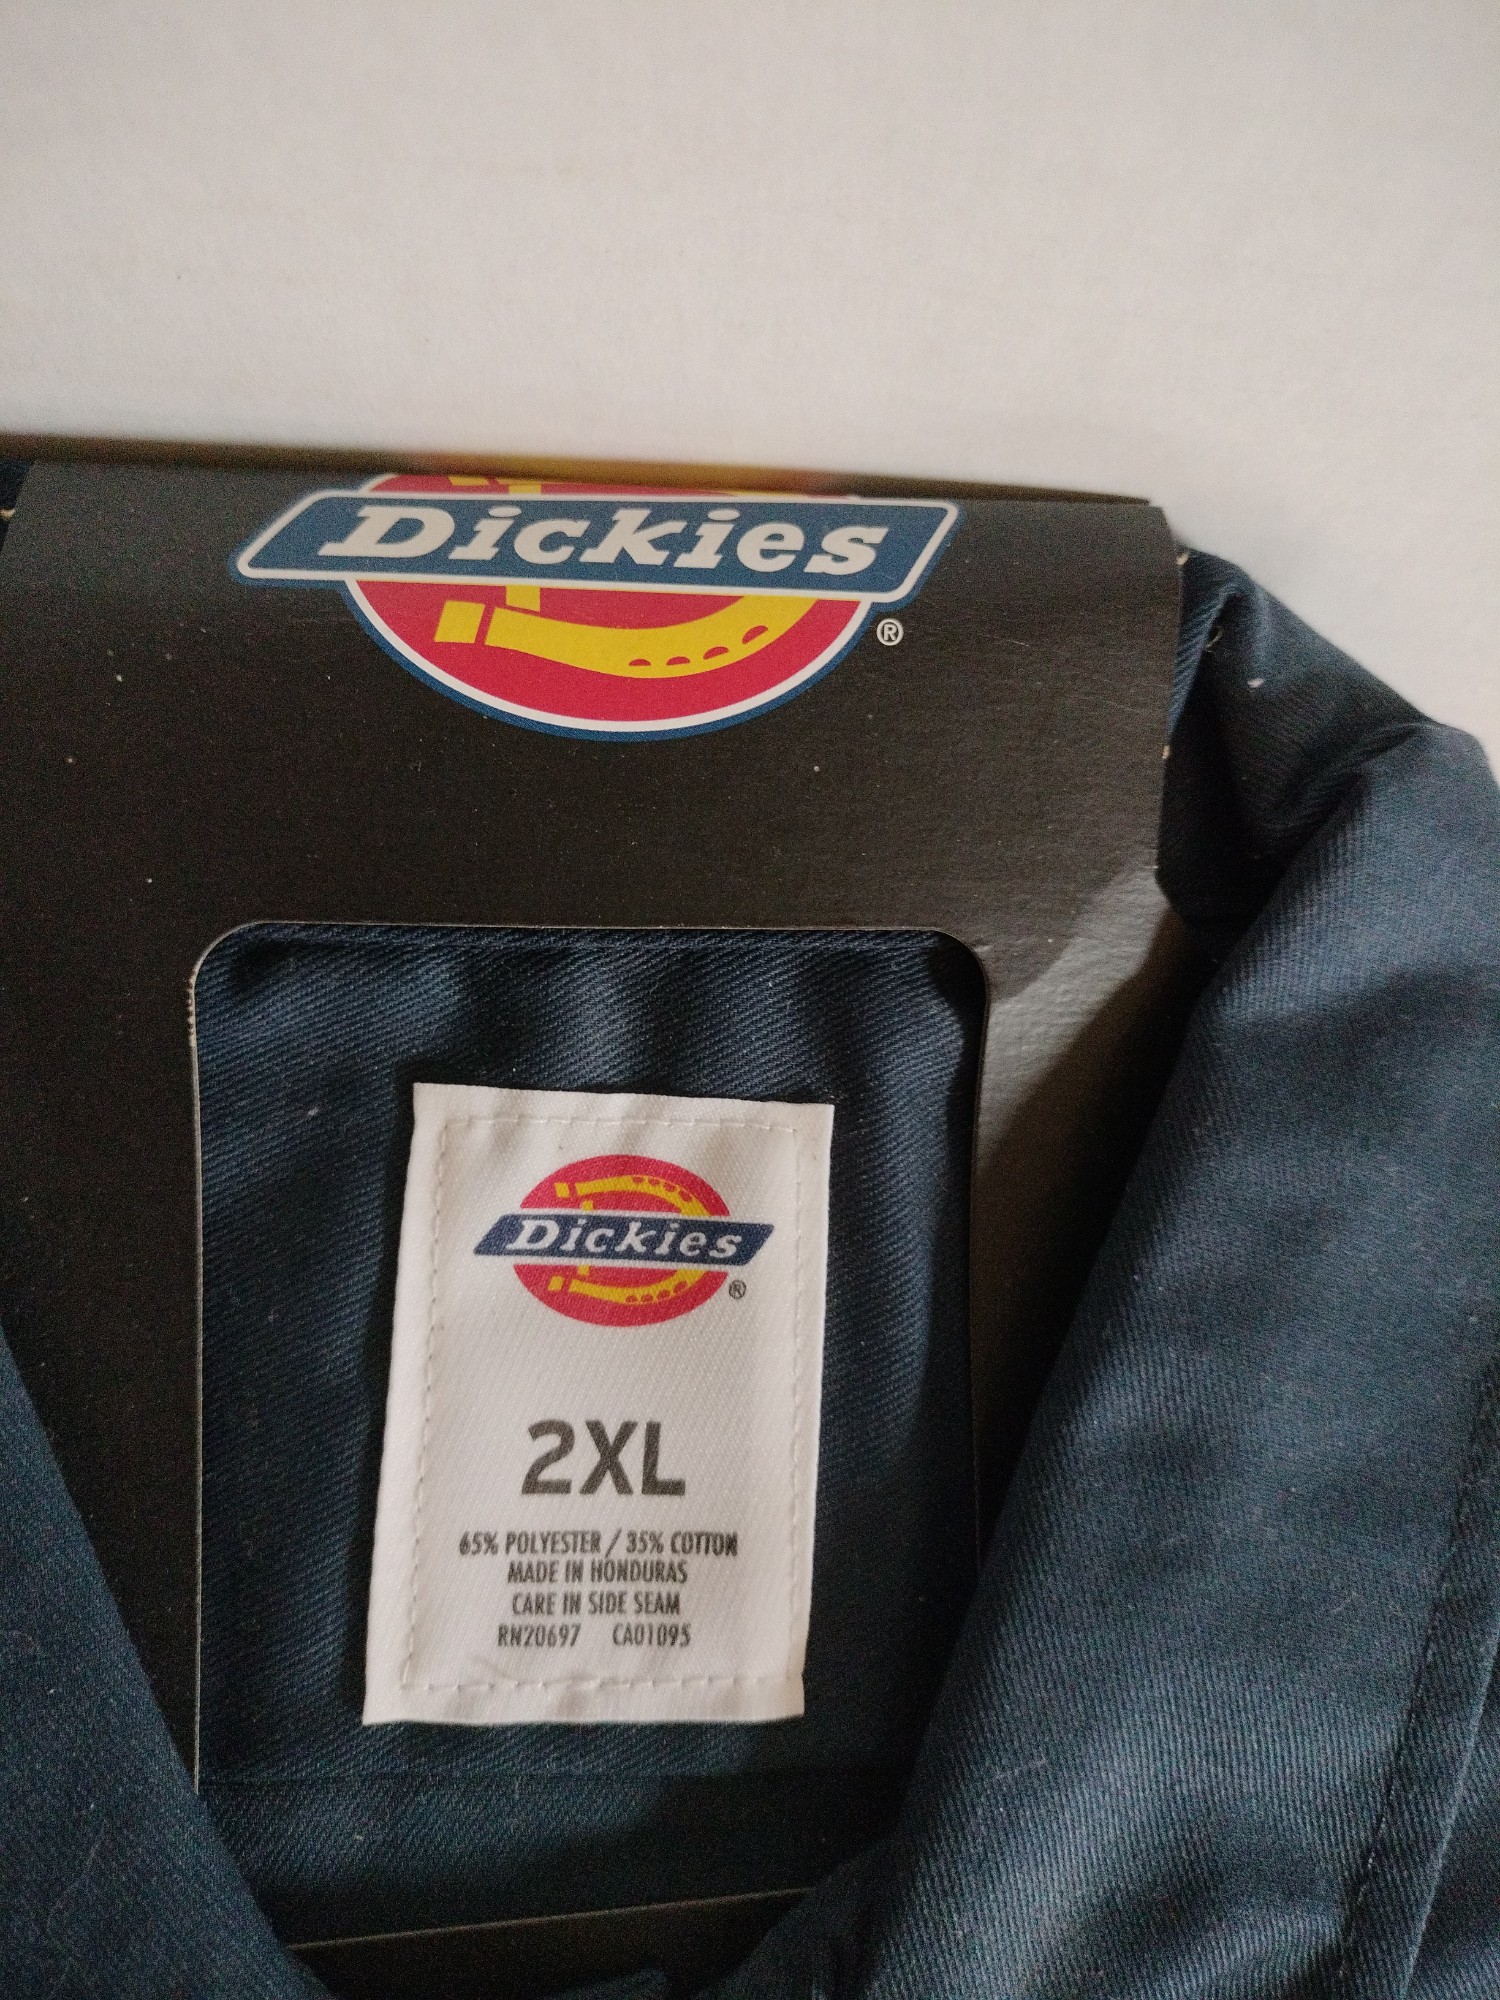 Dickies
®
Dickies
®
2XL
65% POLYESTER / 35% COTTON
MADE IN HONDURAS
CARE IN SIDE SEAM
RN20697 CA01095